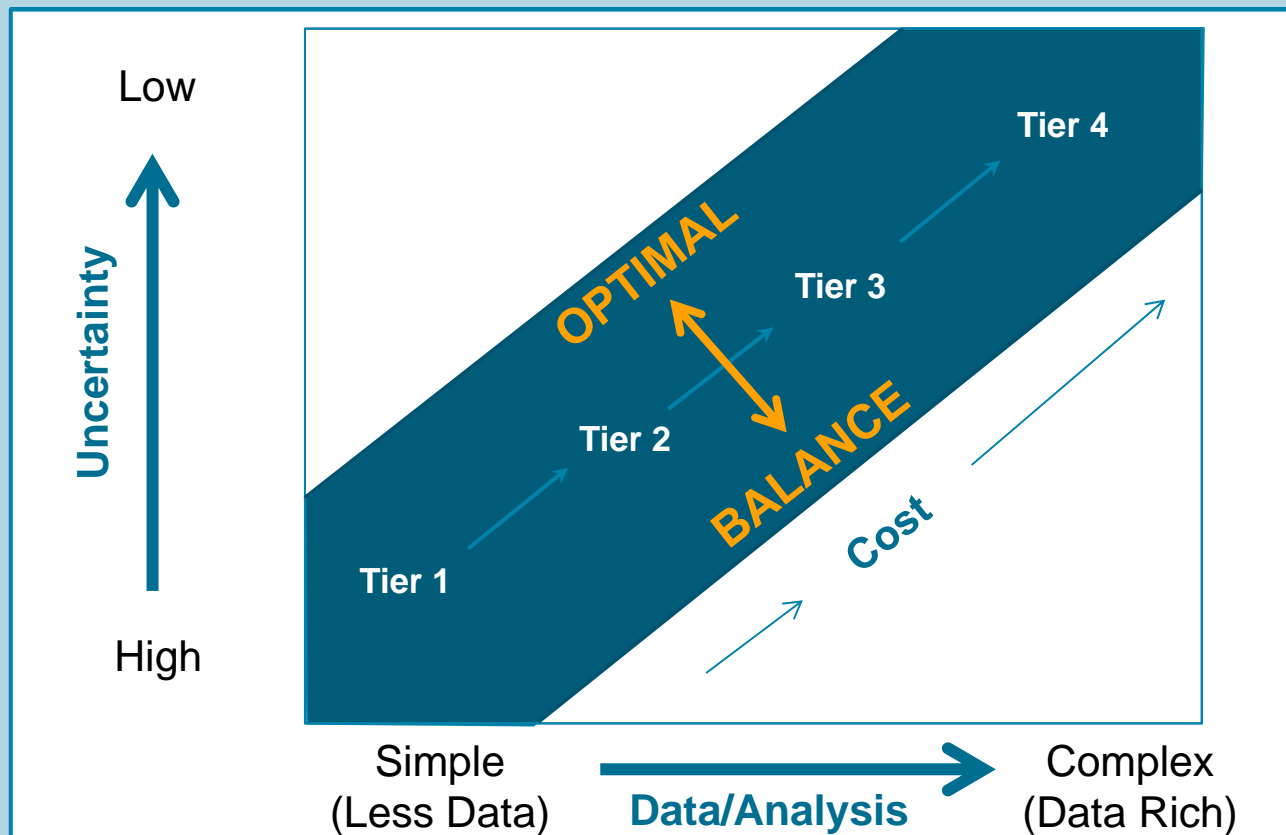 Low
Uncertainty
High
Tier 1
Tier 2
Tier 3
Tier 4
OPTIMAL
BALANCE
Cost
Simple
(Less Data)
Data/Analysis
Complex
(Data Rich)